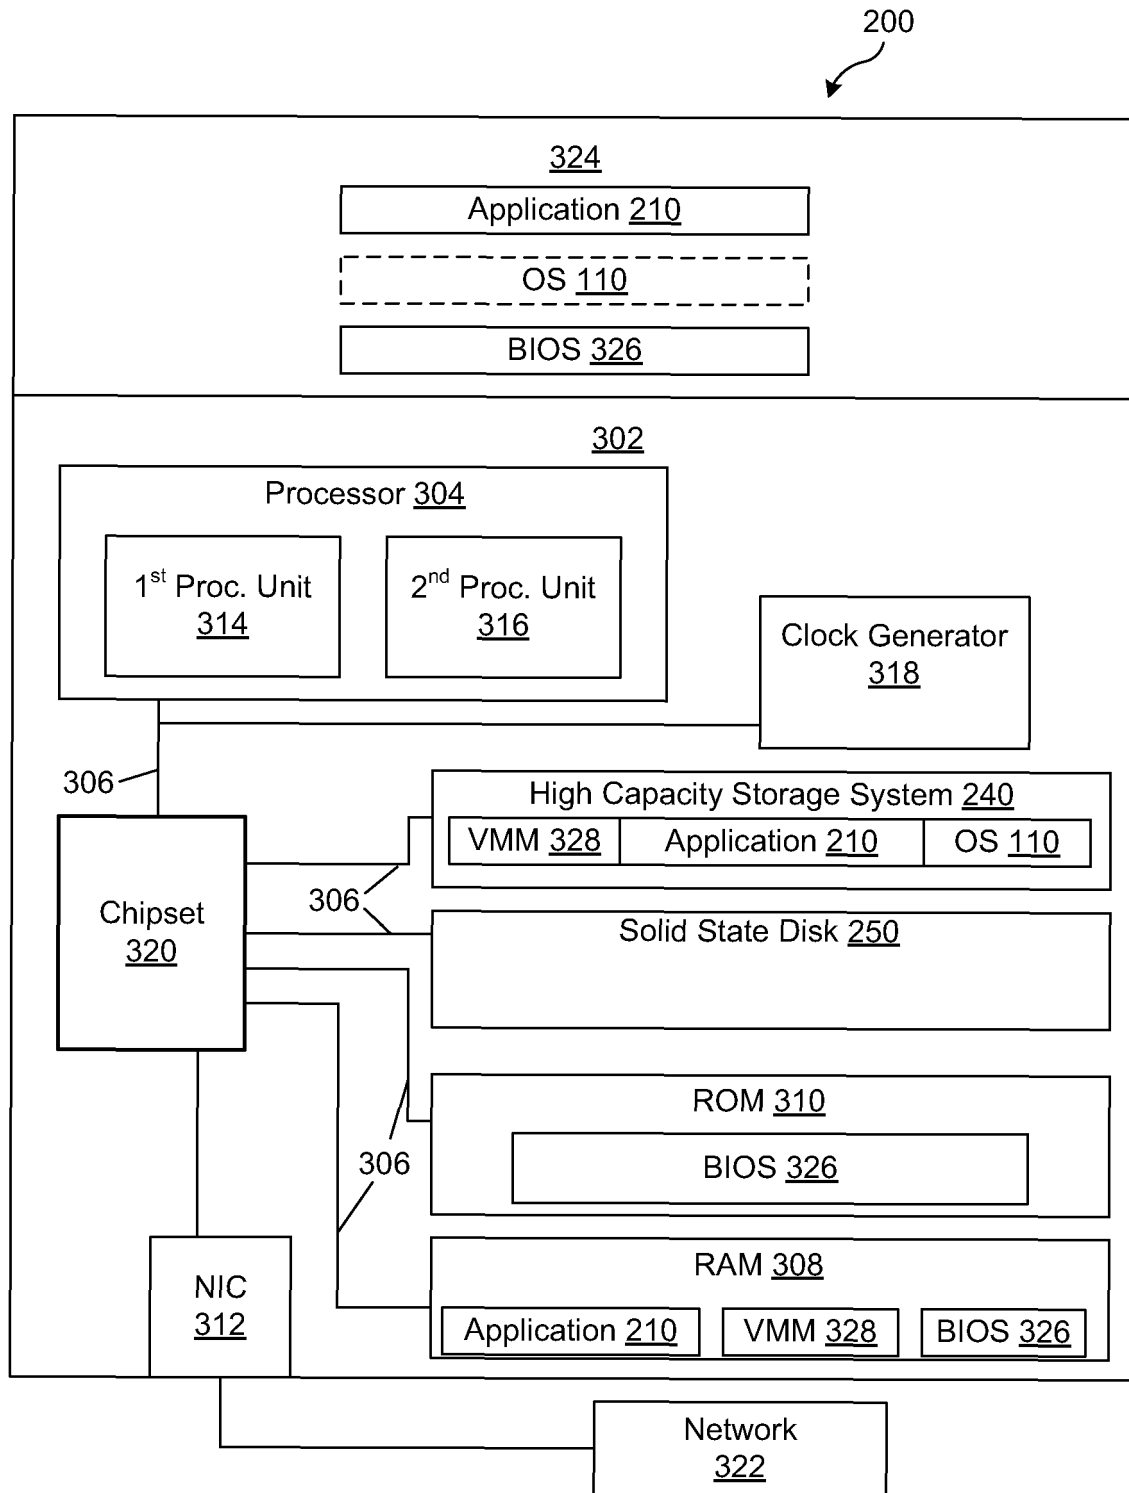 200
324
Application 210
OS 110
BIOS 326
302
Processor 304
1st Proc. Unit
314
2nd Proc. Unit
316
Clock Generator
318
306
High Capacity Storage System 240
VMM 328
Application 210
OS 110
306
Chipset
320
Solid State Disk 250
ROM 310
BIOS 326
306
RAM 308
Application 210
VMM 328
BIOS 326
NIC
312
Network
322